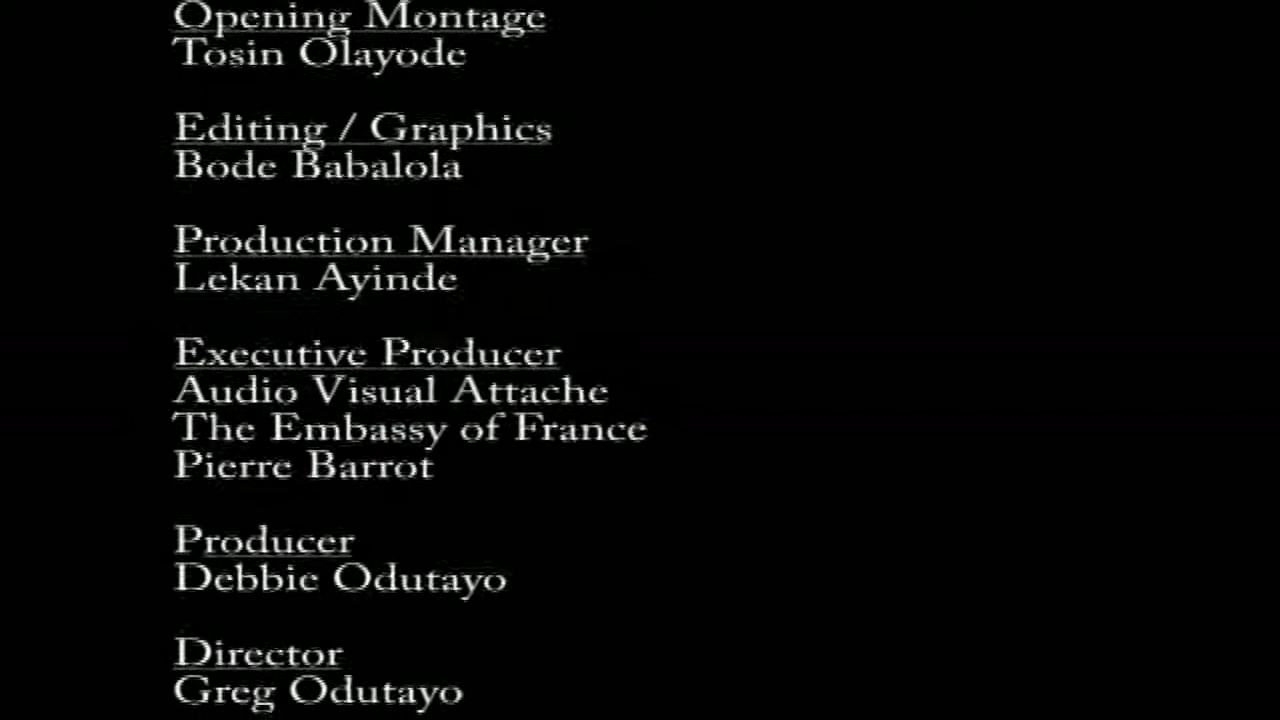 Opening Montage
Tosin Olayode
Editing / Graphics
Bode Babalola
Production Manager
Lekan Ayinde
Executive Producer
Audio Visual Attache
The Embassy of France
Pierre Barrot
Producer
Debbie Odutayo
Director
Greg Odutayo